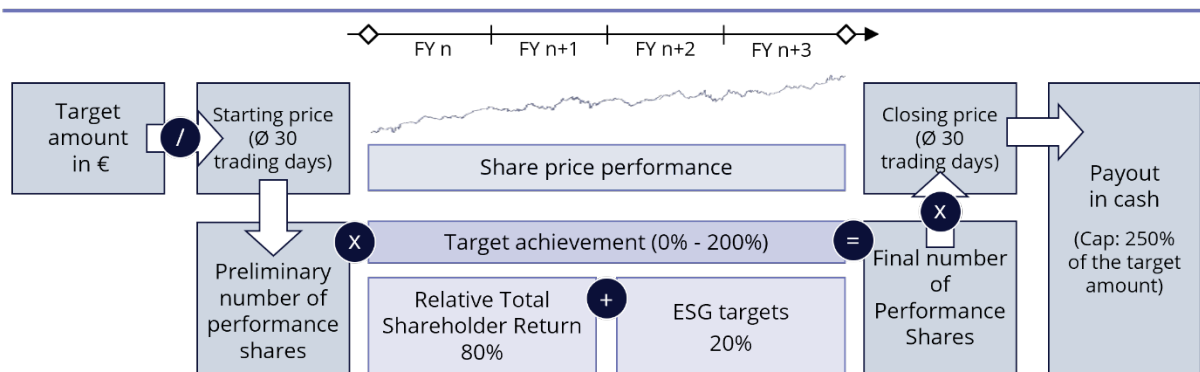 FY n
FY n+1
FY n+2
FY n+3
Target
amount
in €
/
Starting price
(Ø 30
trading days)
Share price performance
Closing price
(Ø 30
trading days)
Payout
in cash
(Cap: 250%
of the target
amount)
Preliminary
number of
performance
shares
x
Target achievement (0% - 200%)
=
Relative Total
Shareholder Return
80%
+
ESG targets
20%
x
Final number
of
Performance
Shares